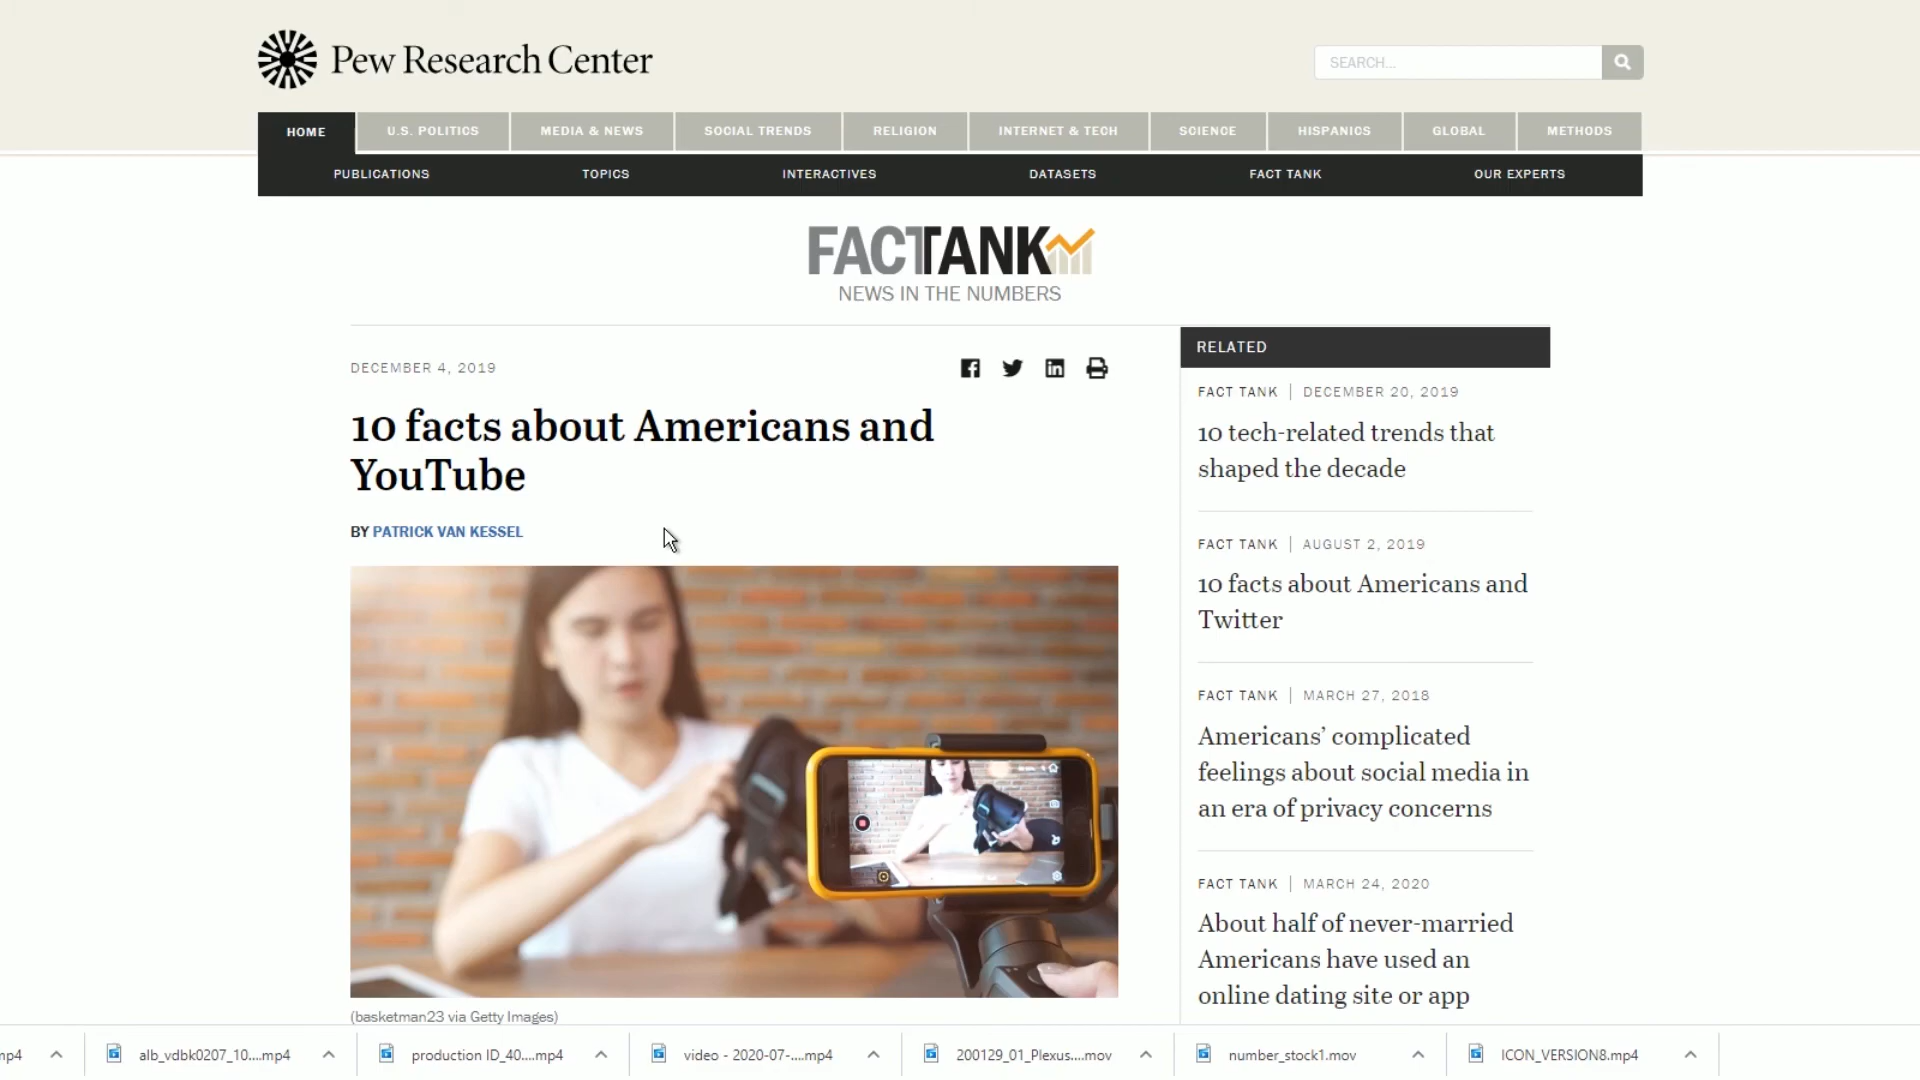 Pew Research Center
SEARCH...
HOME
U.S. POLITICS
MEDIA & NEWS
SOCIAL TRENDS
RELIGION
INTERNET & TECH
SCIENCE
HISPANICS
GLOBAL
METHODS
PUBLICATIONS
TOPICS
INTERACTIVES
DATASETS
FACT TANK
OUR EXPERTS
FACTANK
NEWS IN THE NUMBERS
DECEMBER 4, 2019
10 facts about Americans and
YouTube
BY PATRICK VAN KESSEL
(basketman23 via Getty Images)
RELATED
FACT TANK | DECEMBER 20, 2019
10 tech-related trends that
shaped the decade
FACT TANK | AUGUST 2, 2019
10 facts about Americans and
Twitter
FACT TANK | MARCH 27, 2018
Americans’ complicated
feelings about social media in
an era of privacy concerns
FACT TANK | MARCH 24, 2020
About half of never-married
Americans have used an
online dating site or app
mp4
alb_vdbk0207_10....mp4
production ID_40....mp4
video - 2020-07-....mp4
200129_01_Plexus....mov
number_stock1.mov
ICON_VERSION8.mp4